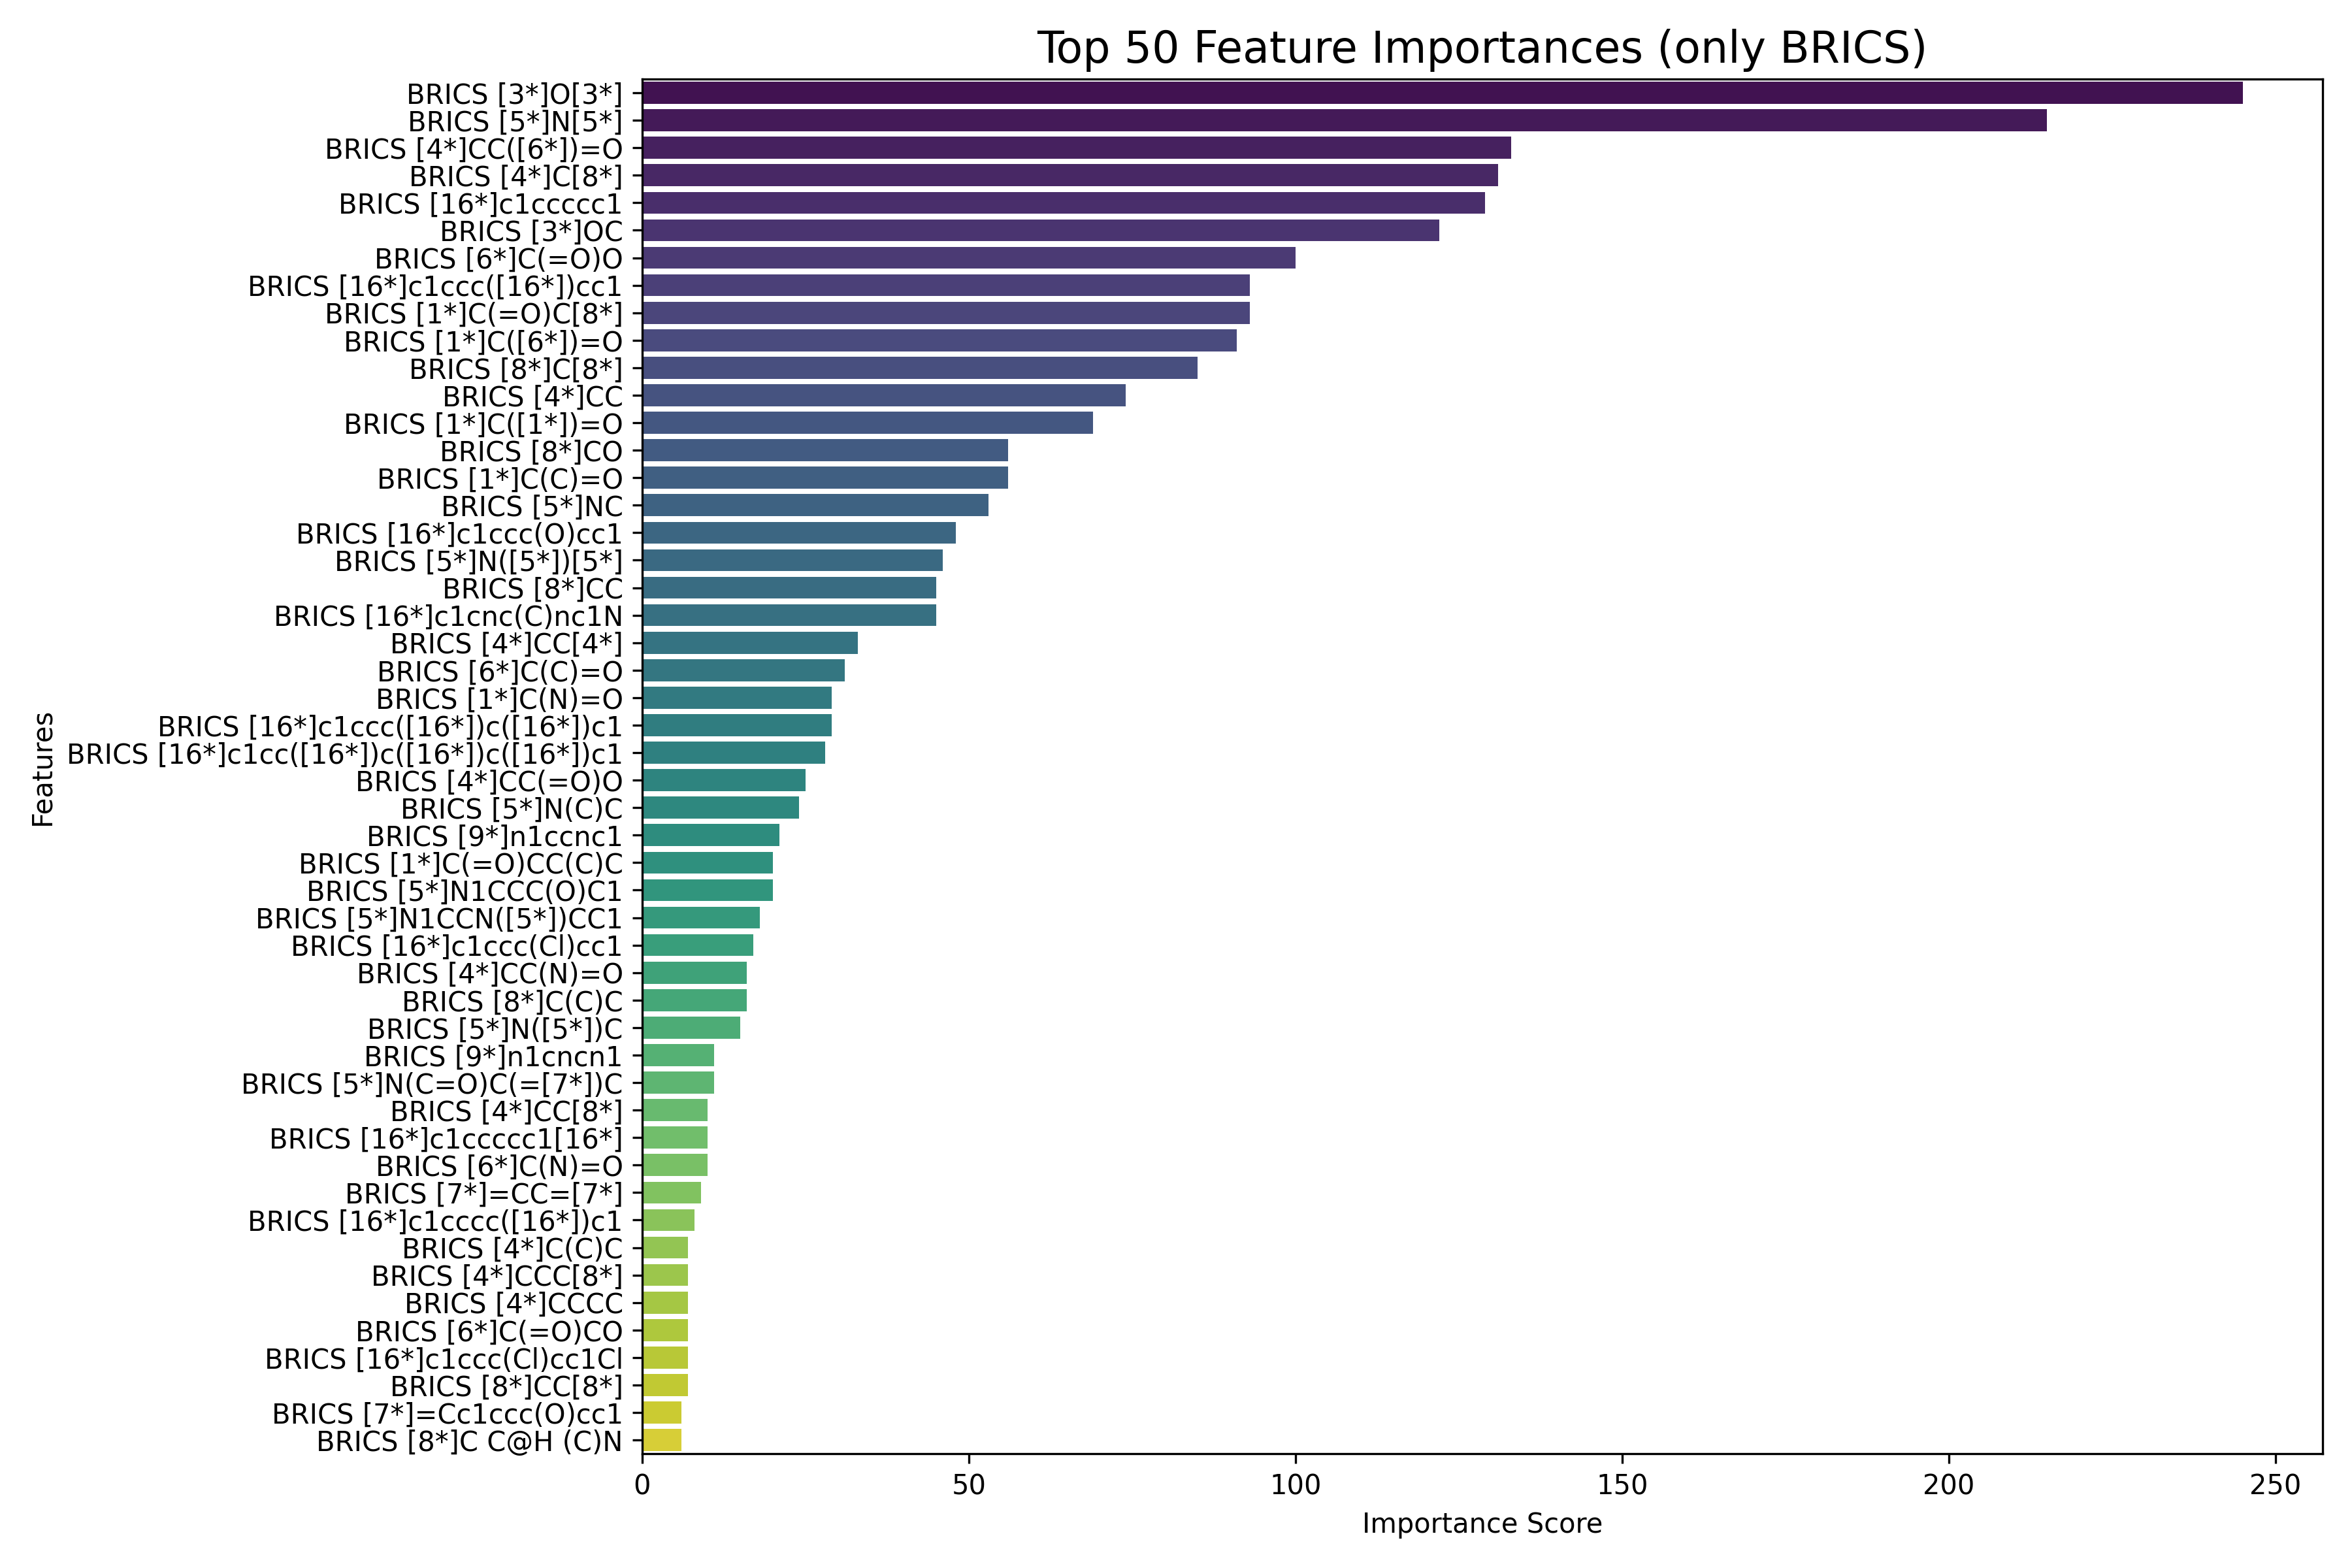 Top 50 Feature Importances (only BRICS)
BRICS [3*]O[3*]
BRICS [5*]N[5*]
BRICS [4*]CC([6*])=O
BRICS [4*]C[8*]
BRICS [16*]c1ccccc1
BRICS [3*]OC
BRICS [6*]C(=O)O
BRICS [16*]c1ccc([16*])cc1
BRICS [1*]C(=O)C[8*]
BRICS [1*]C([6*])=O
BRICS [8*]C[8*]
BRICS [4*]CC
BRICS [1*]C([1*])=O
BRICS [8*]CO
BRICS [1*]C(C)=O
BRICS [5*]NC
BRICS [16*]c1ccc(O)cc1
BRICS [5*]N([5*])[5*]
BRICS [8*]CC
BRICS [16*]c1cnc(C)nc1N
BRICS [4*]CC[4*]
BRICS [6*]C(C)=O
BRICS [1*]C(N)=O
BRICS [16*]c1ccc([16*])c([16*])c1
BRICS [16*]c1cc([16*])c([16*])c([16*])c1
BRICS [4*]CC(=O)O
BRICS [5*]N(C)C
BRICS [9*]n1ccnc1
BRICS [1*]C(=O)CC(C)C
BRICS [5*]N1CCC(O)C1
BRICS [5*]N1CCN([5*])CC1
BRICS [16*]c1ccc(Cl)cc1
BRICS [4*]CC(N)=O
BRICS [8*]C(C)C
BRICS [5*]N([5*])C
BRICS [9*]n1cncn1
BRICS [5*]N(C=O)C(=[7*])C
BRICS [4*]CC[8*]
BRICS [16*]c1ccccc1[16*]
BRICS [6*]C(N)=O
BRICS [7*]=CC=[7*]
BRICS [16*]c1cccc([16*])c1
BRICS [4*]C(C)C
BRICS [4*]CCC[8*]
BRICS [4*]CCCC
BRICS [6*]C(=O)CO
BRICS [16*]c1ccc(Cl)cc1Cl
BRICS [8*]CC[8*]
BRICS [7*]=Cc1ccc(O)cc1
BRICS [8*]C C@H (C)N
Features
0 50 100 150 200 250
Importance Score